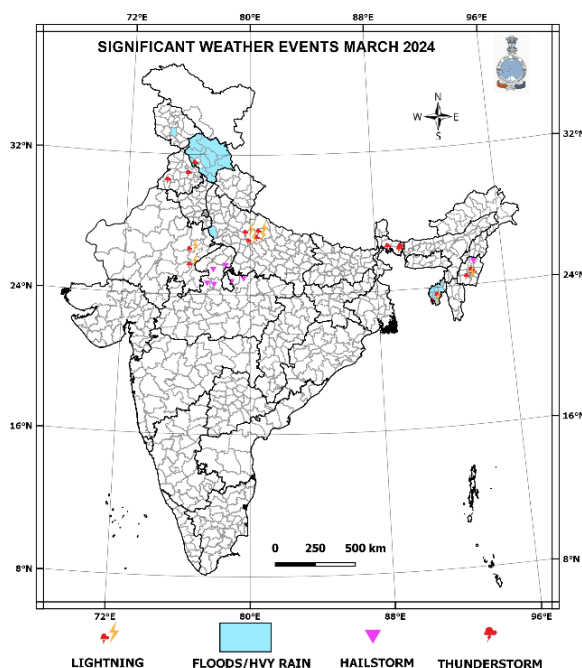 72°E 80°E 88°E 96°E
SIGNIFICANT WEATHER EVENTS MARCH 2024
N
W E
S
32°N 32°N
24°N 24°N
16°N 16°N
0 250 500 km
8°N 8°N
72°E 80°E 88°E 96°E
LIGHTNING FLOODS/HVY RAIN HAILSTORM THUNDERSTORM